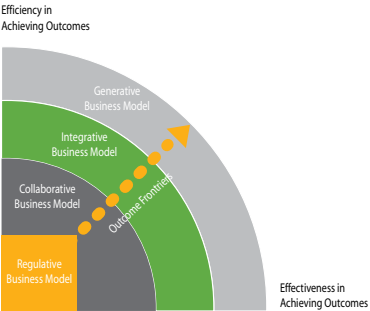 Efficiency in
Achieving Outcomes
Generative
Business Model
Integrative
Business Model
Collaborative
Business Model
Outcome Frontriers
Regulative
Business Model
Effectiveness in
Achieving Outcomes